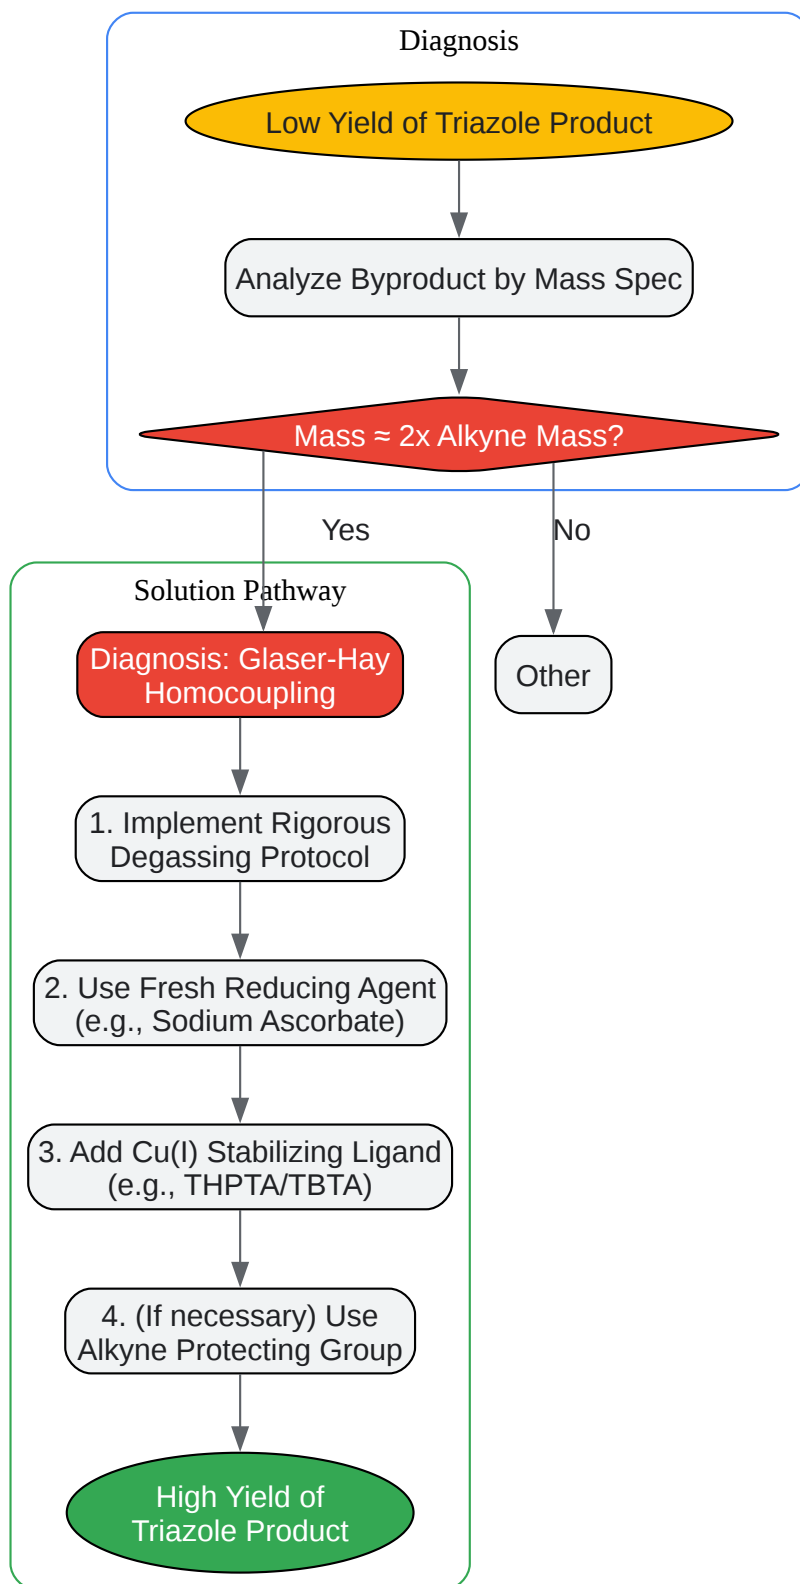 Diagnosis
Low Yield of Triazole Product
Analyze Byproduct by Mass Spec
Mass ≈ 2x Alkyne Mass?
Yes
No
Solution Pathway
Diagnosis: Glaser-Hay
Homocoupling
Other
1. Implement Rigorous
Degassing Protocol
2. Use Fresh Reducing Agent
(e.g., Sodium Ascorbate)
3. Add Cu(I) Stabilizing Ligand
(e.g., THPTA/TBTA)
4. (If necessary) Use
Alkyne Protecting Group
High Yield of
Triazole Product